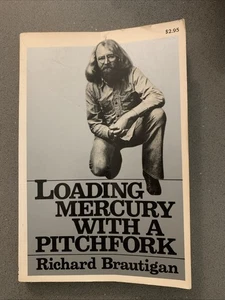 $2.95
LOADING
MERCURY
WITH A
PITCHFORK
Richard Brautigan